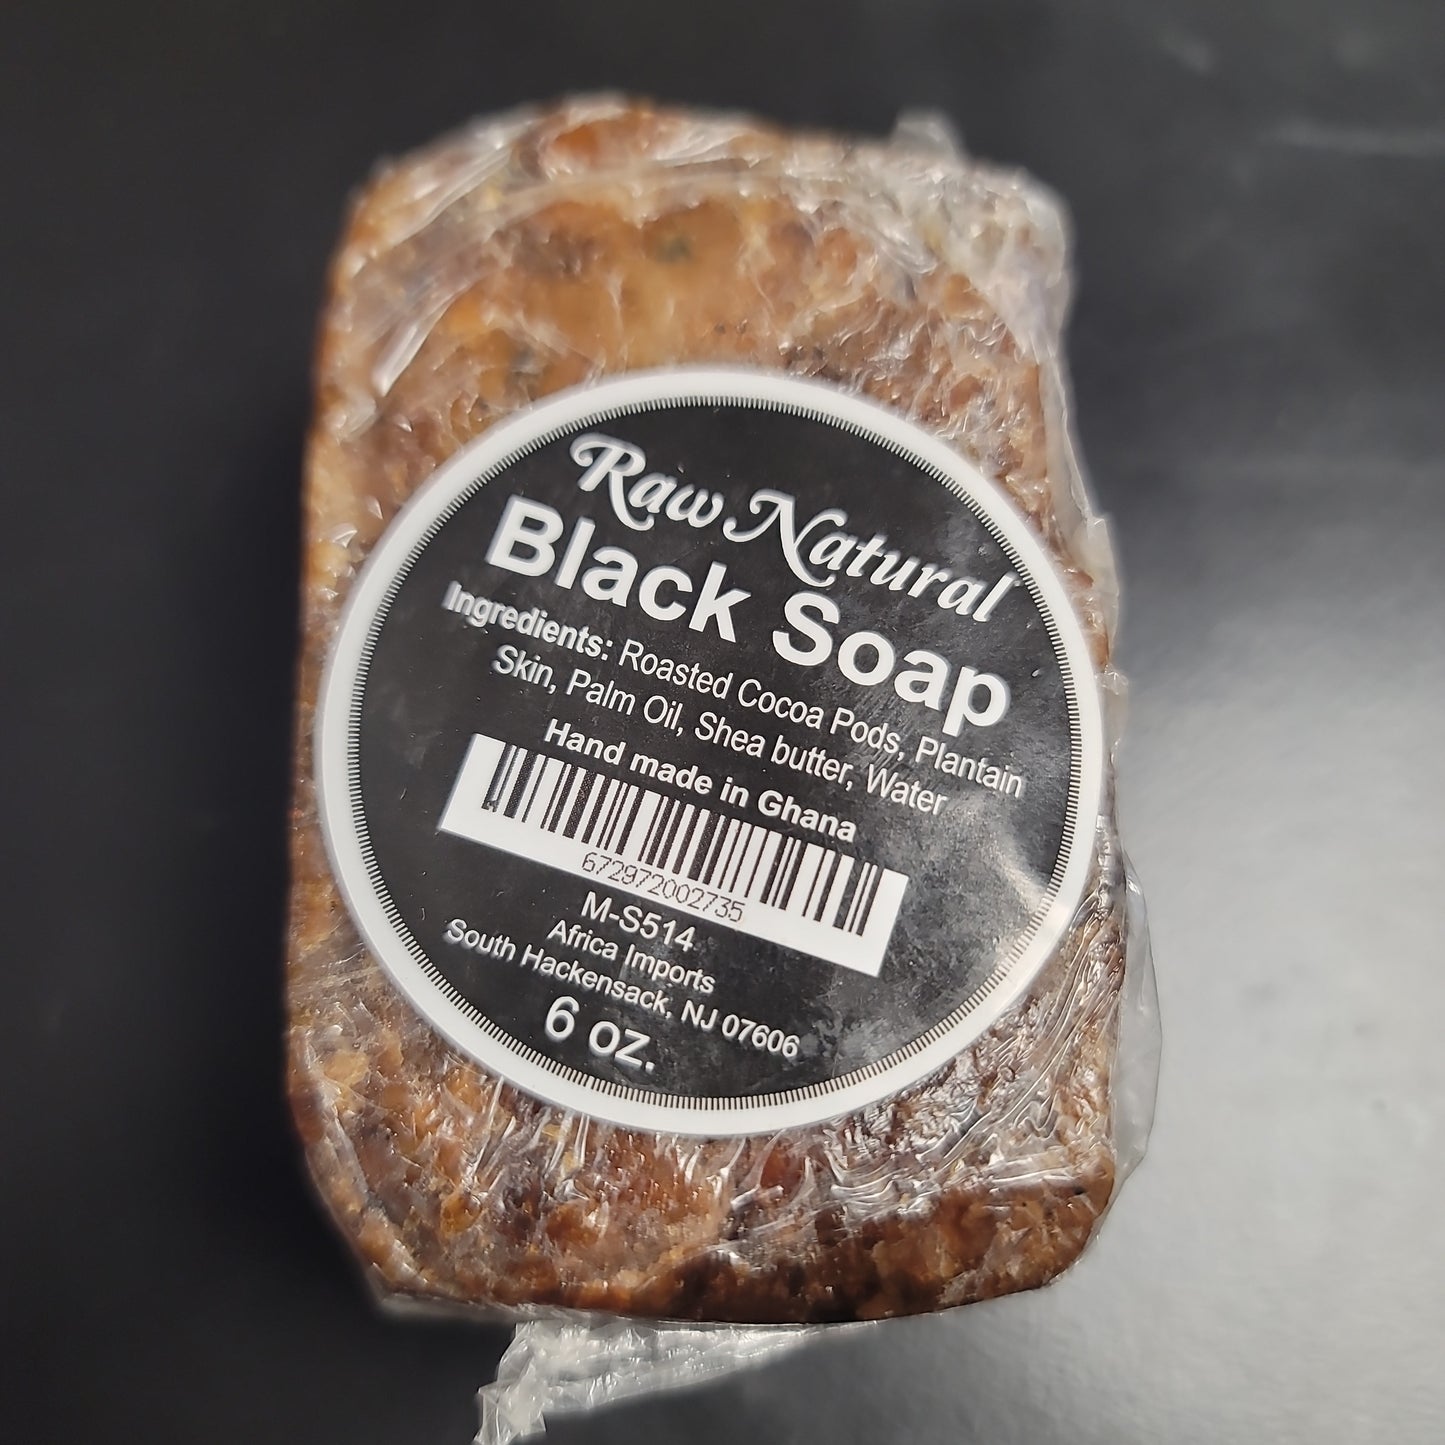 Raw Natural
Black Soap
Ingredients: Roasted Cocoa Pods, Plantain
Skin, Palm Oil, Shea butter, Water
Hand made in Ghana
672972002735
M-S514
Africa Imports
South Hackensack, NJ 07606
6 oz.